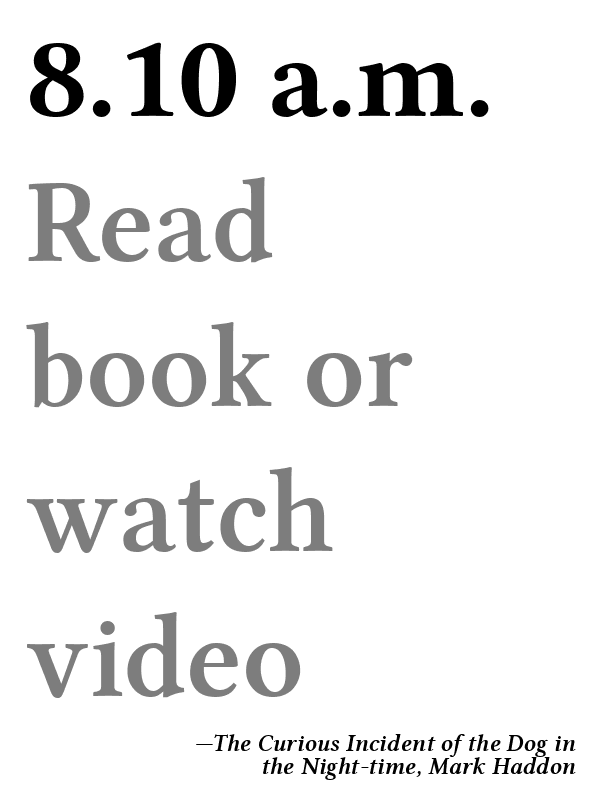 8.10 a.m.
Read
book or
watch
video
—The Curious Incident of the Dog in
the Night-time, Mark Haddon